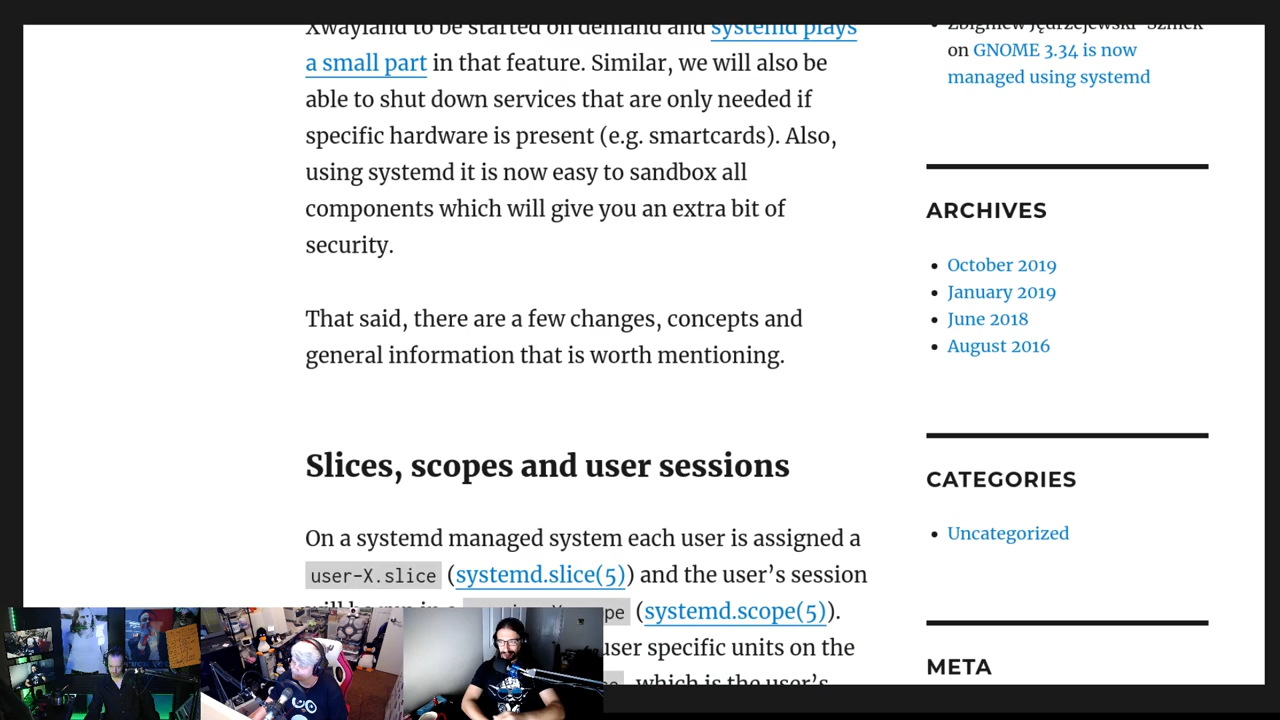 Xwayland to be started on demand and systemd plays
a small part in that feature. Similar, we will also be
able to shut down services that are only needed if
specific hardware is present (e.g. smartcards). Also,
using systemd it is now easy to sandbox all
components which will give you an extra bit of
security.
That said, there are a few changes, concepts and
general information that is worth mentioning.
Slices, scopes and user sessions
On a systemd managed system each user is assigned a
user-X.slice (systemd.slice(5)) and the user's session
pe (systemd.scope(5)).
user specific units on the
, which is the user's
Zbigniew Jędrzejewski-Szmek
on GNOME 3.34 is now
managed using systemd
ARCHIVES
• October 2019
• January 2019
• June 2018
• August 2016
CATEGORIES
• Uncategorized
META